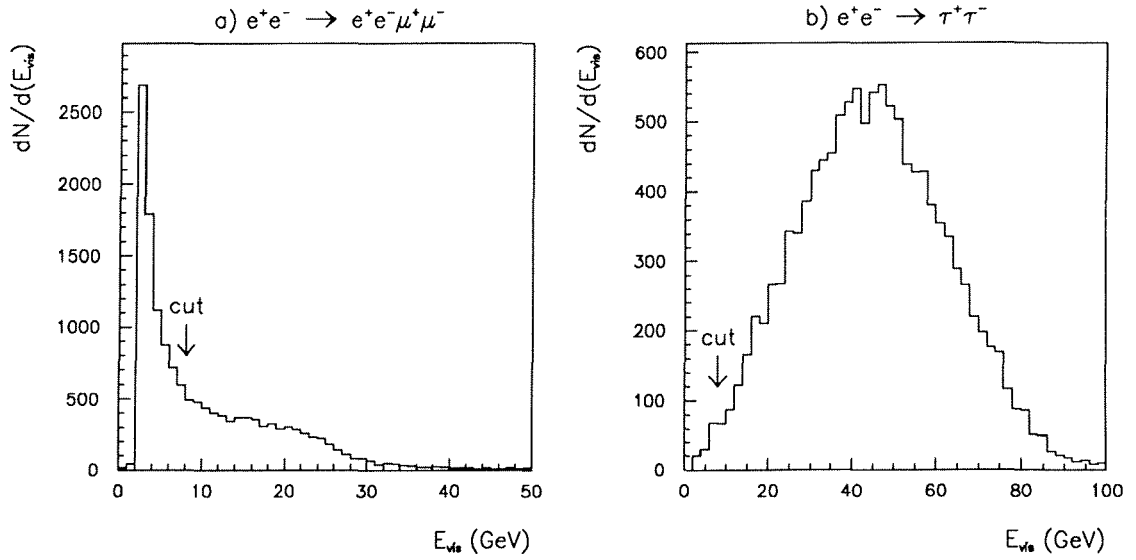 a) e⁺e⁻ → e⁺e⁻μ⁺μ⁻
dN/d(E_vis)
2500
2000
1500
1000
500
0
cut
0 10 20 30 40 50
E_vis (GeV)
b) e⁺e⁻ → τ⁺τ⁻
dN/d(E_vis)
600
500
400
300
200
100
0
cut
0 20 40 60 80 100
E_vis (GeV)